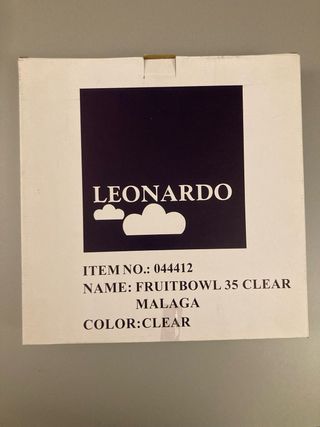 LEONARDO
ITEM NO.: 044412
NAME: FRUITBOWL 35 CLEAR
MALAGA
COLOR:CLEAR